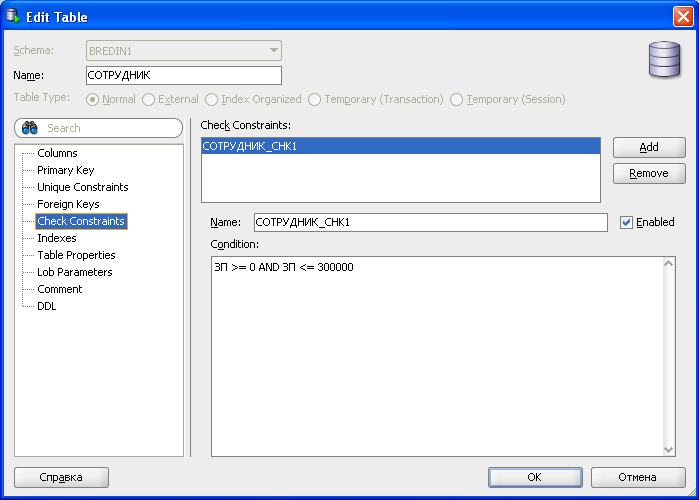 Edit Table
Schema: BREDIN1
Name: СОТРУДНИК
Table Type: Normal External Index Organized Temporary (Transaction) Temporary (Session)
Search
Columns
Primary Key
Unique Constraints
Foreign Keys
Check Constraints
Indexes
Table Properties
Lob Parameters
Comment
DDL
Check Constraints:
СОТРУДНИК_CHK1
Add
Remove
Name: СОТРУДНИК_CHK1 Enabled
Condition:
ЗП >= 0 AND ЗП <= 300000
Справка
OK
Отмена